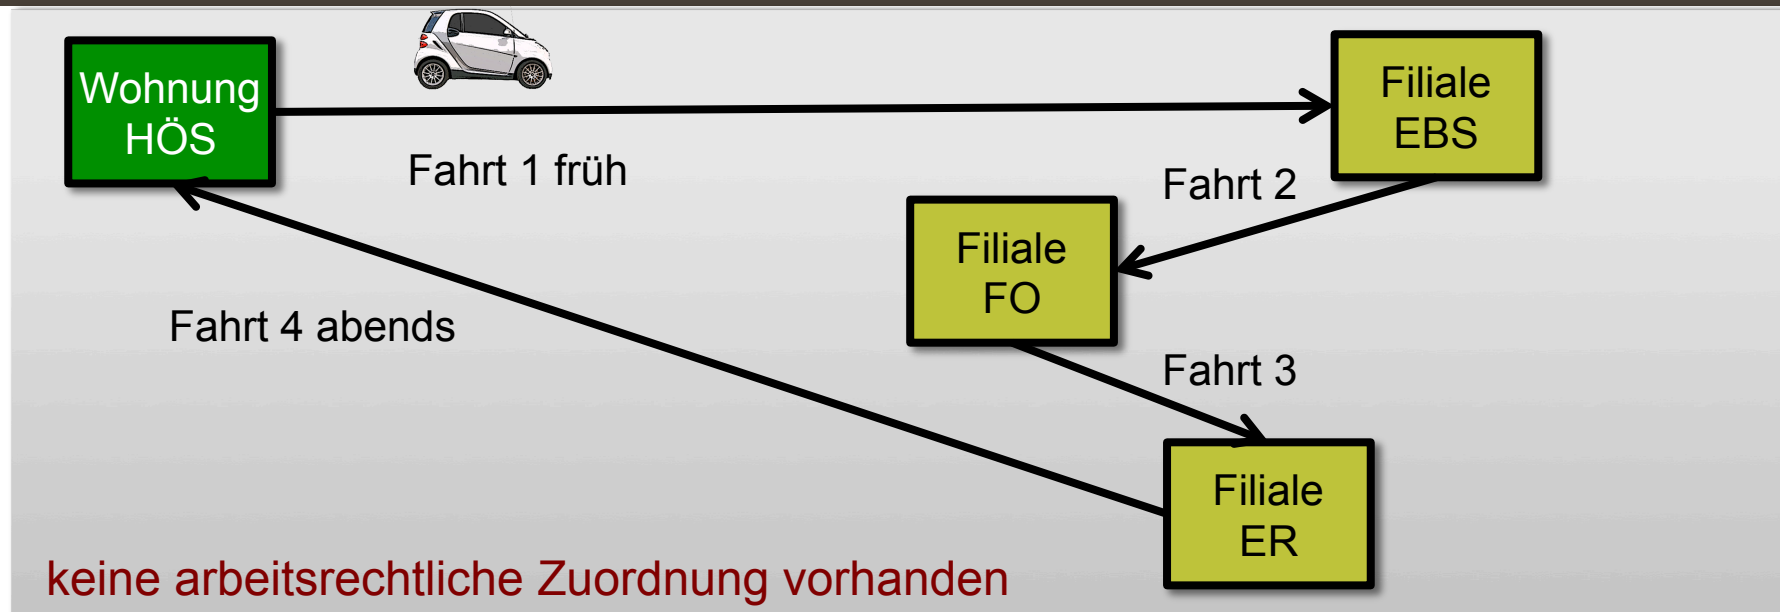 Wohnung
HÖS
Filiale
EBS
Fahrt 1 früh
Fahrt 2
Filiale
FO
Fahrt 4 abends
Fahrt 3
Filiale
ER
keine arbeitsrechtliche Zuordnung vorhanden